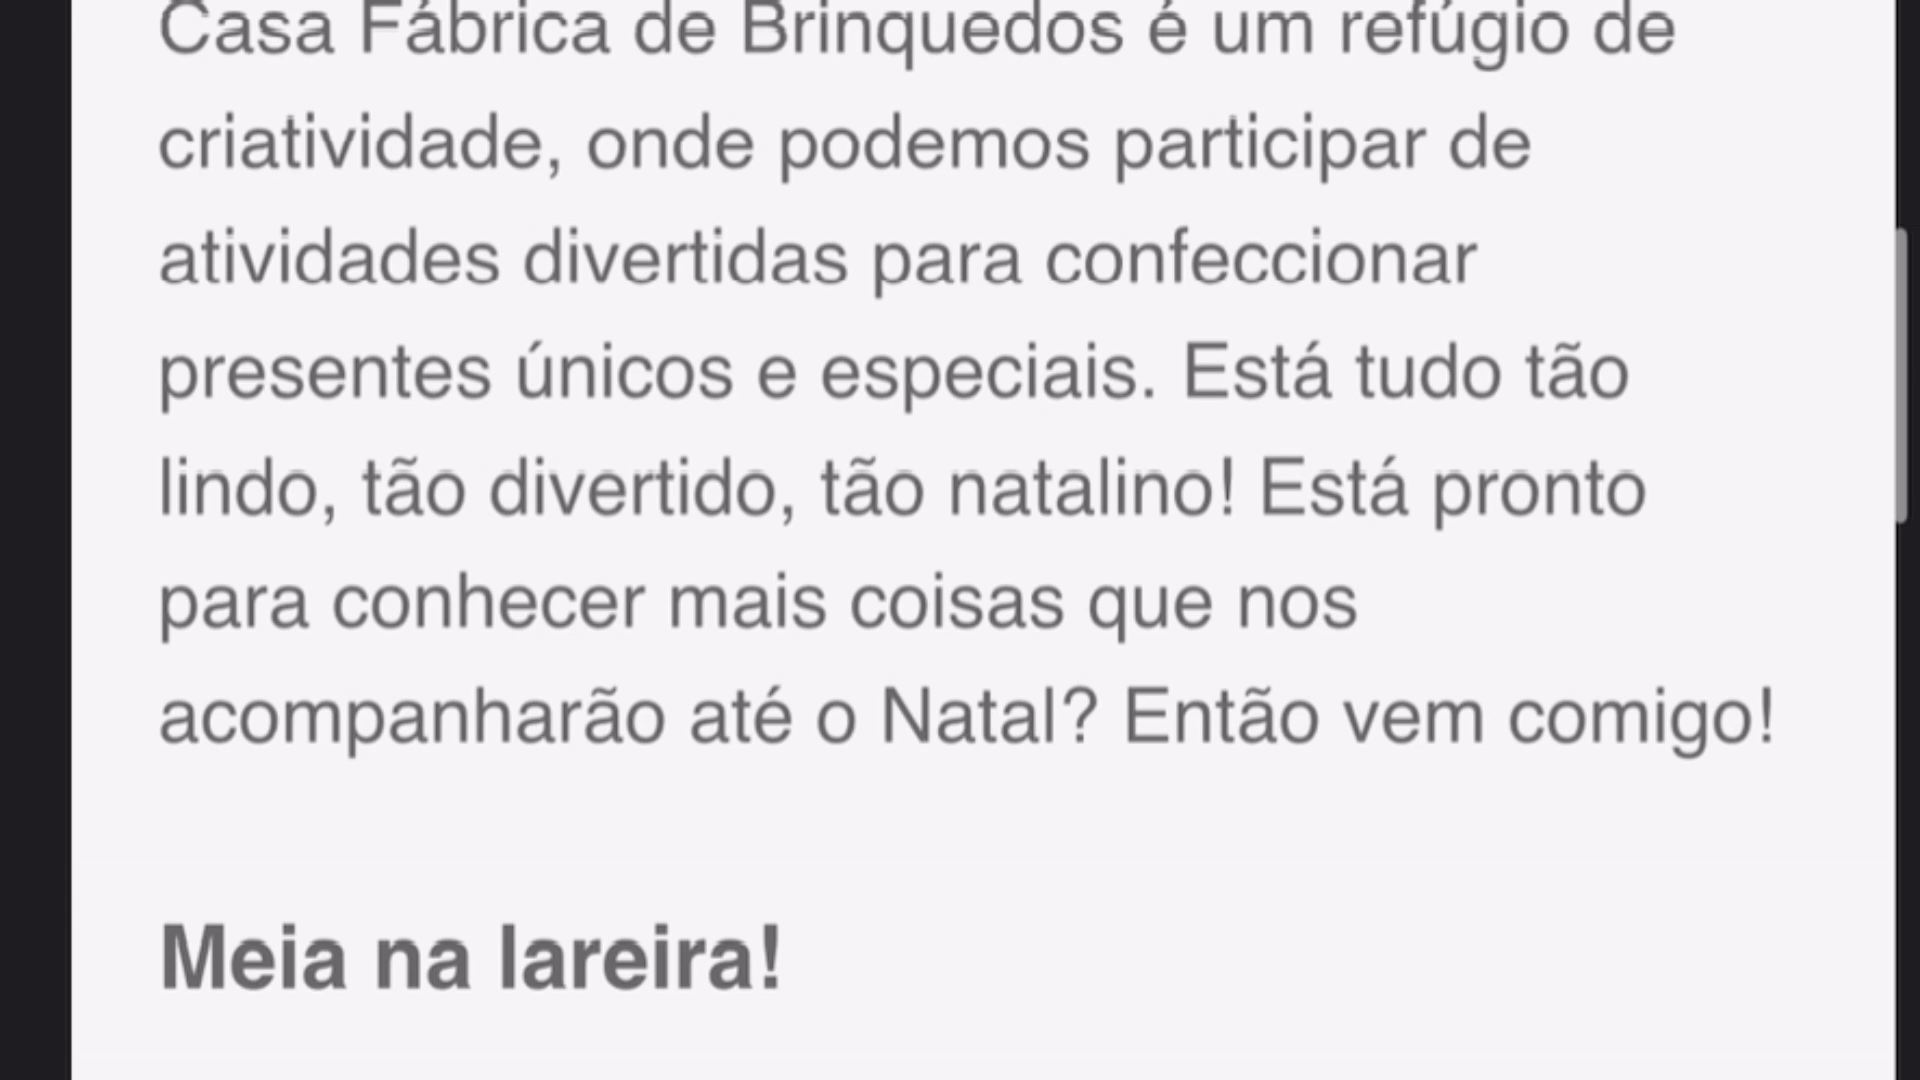 Casa Fábrica de Brinquedos é um refúgio de
criatividade, onde podemos participar de
atividades divertidas para confeccionar
presentes únicos e especiais. Está tudo tão
lindo, tão divertido, tão natalino! Está pronto
para conhecer mais coisas que nos
acompanharão até o Natal? Então vem comigo!
Meia na lareira!